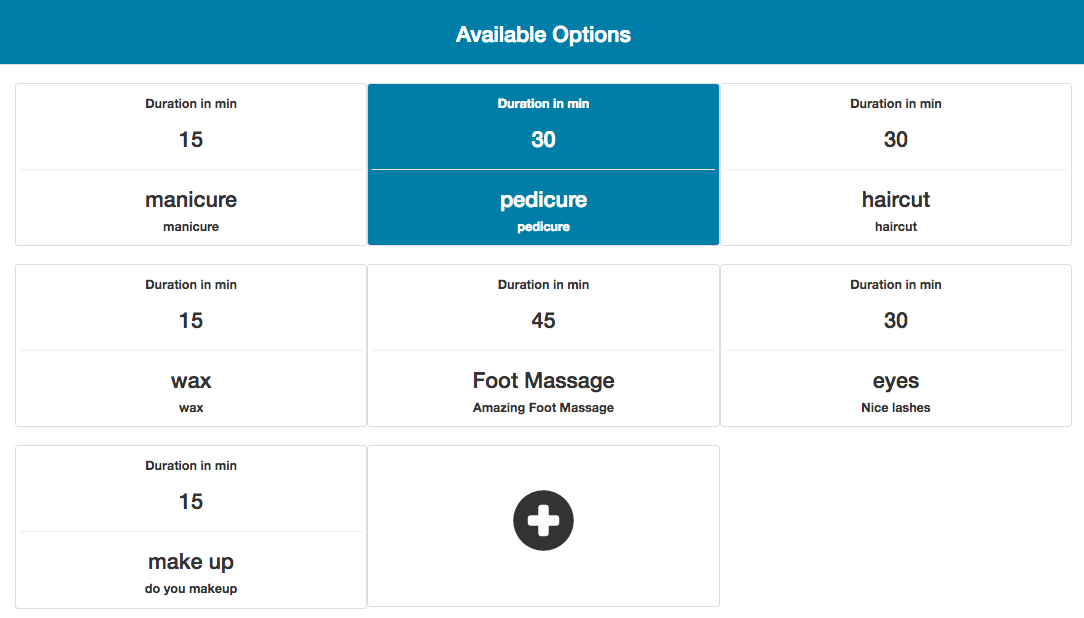 Available Options
Duration in min
15
manicure
manicure
Duration in min
30
pedicure
pedicure
Duration in min
30
haircut
haircut
Duration in min
15
wax
wax
Duration in min
45
Foot Massage
Amazing Foot Massage
Duration in min
30
eyes
Nice lashes
Duration in min
15
make up
do you makeup